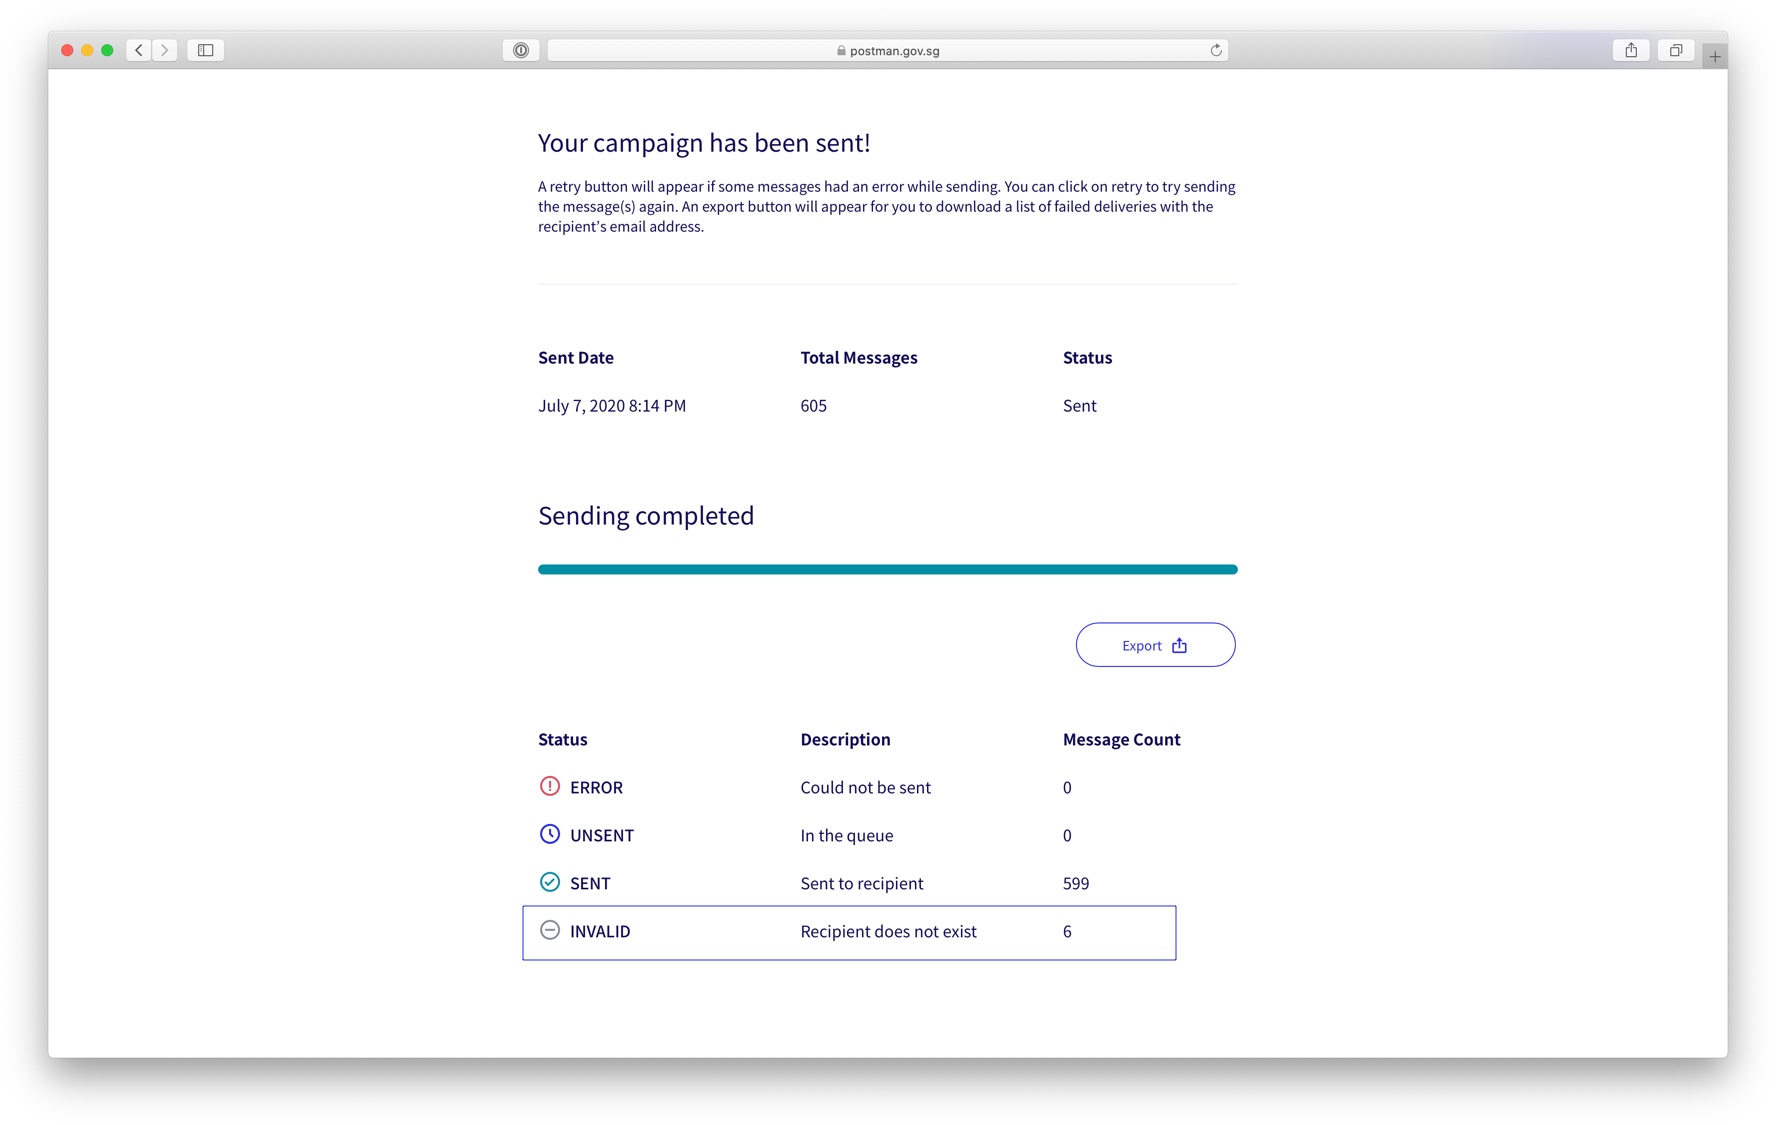 postman.gov.sg
Your campaign has been sent!
A retry button will appear if some messages had an error while sending. You can click on retry to try sending
the message(s) again. An export button will appear for you to download a list of failed deliveries with the
recipient’s email address.
Sent Date Total Messages Status
July 7, 2020 8:14 PM 605 Sent
Sending completed
Export
Status Description Message Count
ERROR Could not be sent 0
UNSENT In the queue 0
SENT Sent to recipient 599
INVALID Recipient does not exist 6